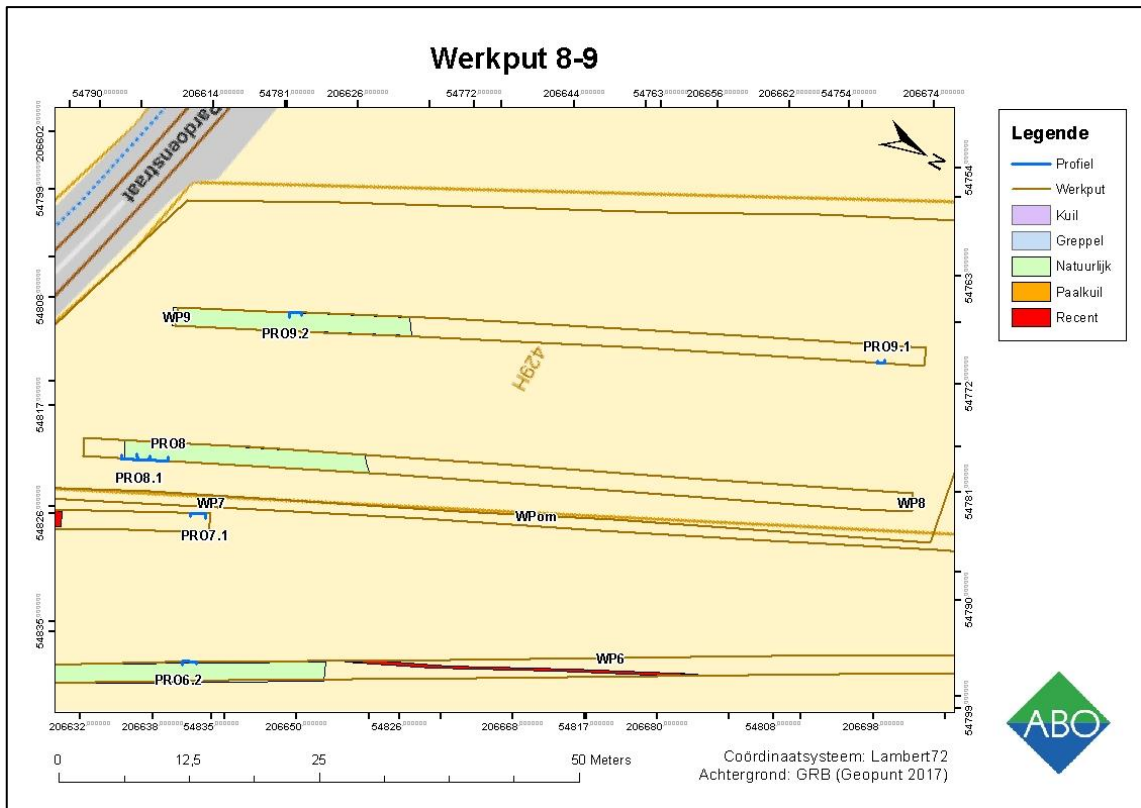 Werkput 8-9
54790 206614 54781 206626 54772 206644 54763 206656 206662 54754 206674
206602
54799
54808
54817
54826
54835
pardoenstraat
WP9
PRO9.2
PRO9.1
429H
PRO8
PRO8.1
WP8
WP7
PRO7.1
WPom
WP6
PRO6.2
54754
54763
54772
54781
54790
54799
206632 206638 54835 206650 54826 206668 54817 206680 54808 206698
N
Legende
Profiel
Werkput
Kuil
Greppel
Natuurlijk
Paalkuil
Recent
0 12,5 25 50 Meters
Coördinaatsysteem: Lambert72
Achtergrond: GRB (Geopunt 2017)
ABO